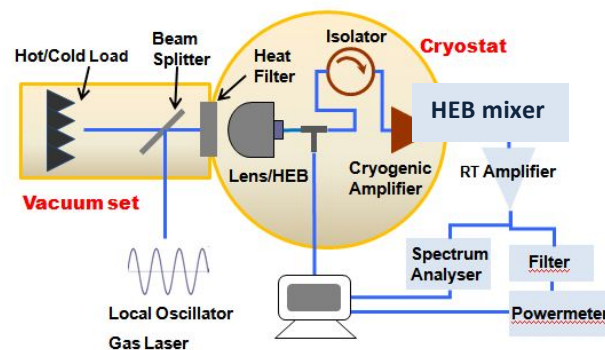 Hot/Cold Load
Beam
Splitter
Heat
Filter
Isolator
Cryostat
HEB mixer
Lens/HEB
Cryogenic
Amplifier
RT Amplifier
Vacuum set
Spectrum
Analyser
Filter
Powermeter
Local Oscillator
Gas Laser